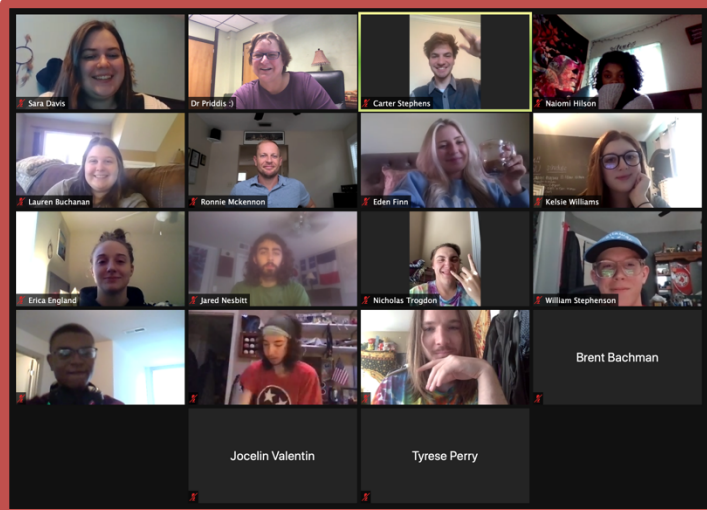 Sara Davis
Dr Priddis :)
Carter Stephens
Naiomi Hilson
Lauren Buchanan
Ronnie Mckennon
Eden Finn
Kelsie Williams
Erica England
Jared Nesbitt
Nicholas Trogdon
William Stephenson
Brent Bachman
Jocelin Valentin
Tyrese Perry